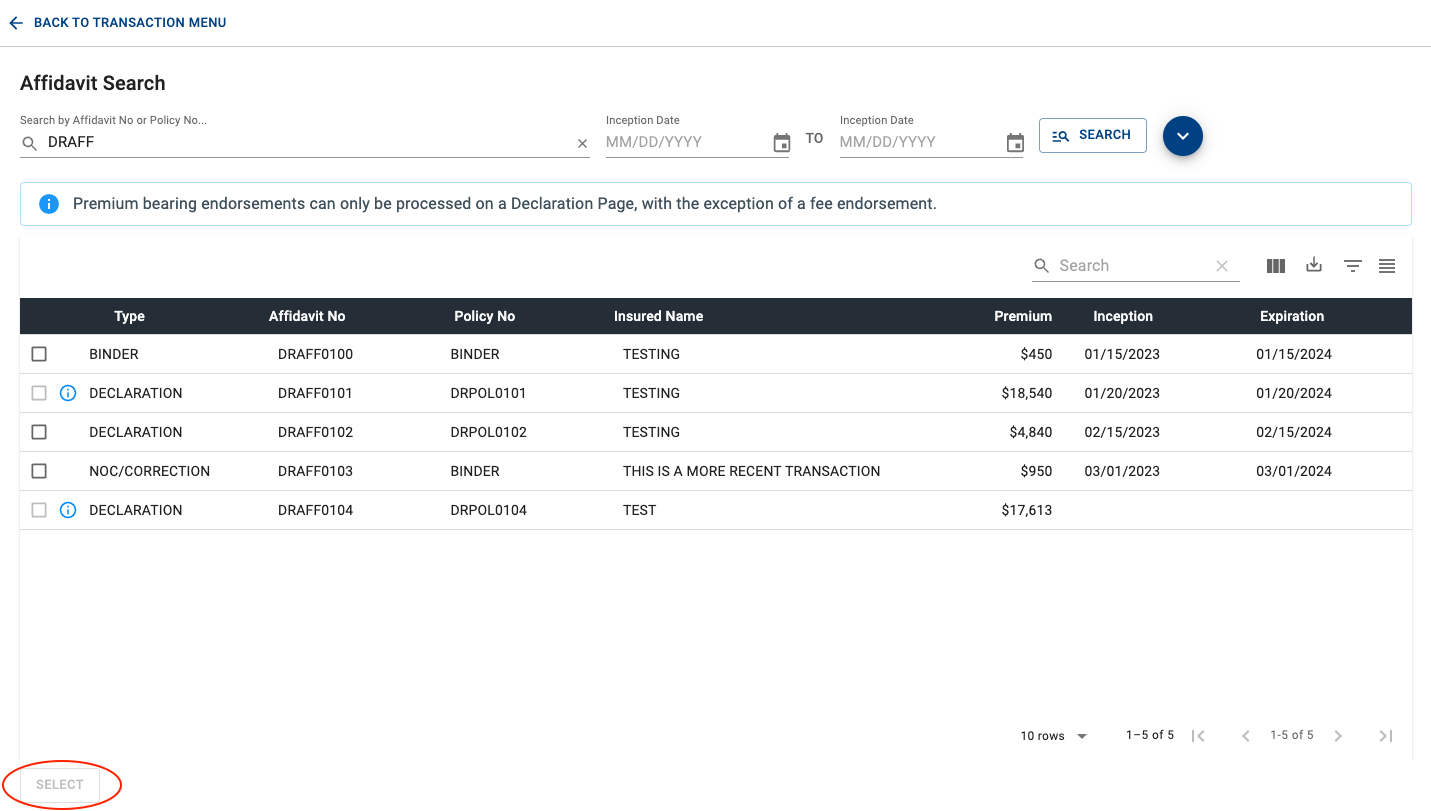 BACK TO TRANSACTION MENU
Affidavit Search
Search by Affidavit No or Policy No... Inception Date Inception Date
DRAFF MM/DD/YYYY TO MM/DD/YYYY SEARCH
Premium bearing endorsements can only be processed on a Declaration Page, with the exception of a fee endorsement.
Search
Type Affidavit No Policy No Insured Name Premium Inception Expiration
BINDER DRAFF0100 BINDER TESTING $450 01/15/2023 01/15/2024
DECLARATION DRAFF0101 DRPOL0101 TESTING $18,540 01/20/2023 01/20/2024
DECLARATION DRAFF0102 DRPOL0102 TESTING $4,840 02/15/2023 02/15/2024
NOC/CORRECTION DRAFF0103 BINDER THIS IS A MORE RECENT TRANSACTION $950 03/01/2023 03/01/2024
DECLARATION DRAFF0104 DRPOL0104 TEST $17,613
10 rows 1–5 of 5 1-5 of 5
SELECT